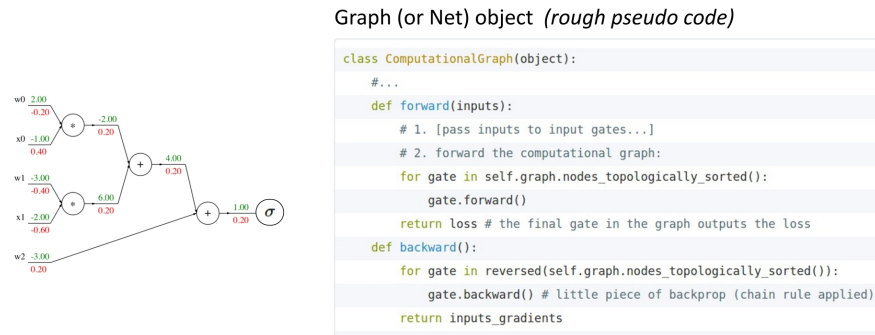 Graph (or Net) object (rough pseudo code)
w0 2.00
-0.20
x0 -1.00
0.40
*
-2.00
0.20
w1 -3.00
-0.40
x1 -2.00
-0.60
*
6.00
0.20
+
4.00
0.20
w2 -3.00
0.20
+
1.00
0.20
σ
class ComputationalGraph(object):
#...
def forward(inputs):
# 1. [pass inputs to input gates...]
# 2. forward the computational graph:
for gate in self.graph.nodes_topologically_sorted():
gate.forward()
return loss # the final gate in the graph outputs the loss
def backward():
for gate in reversed(self.graph.nodes_topologically_sorted()):
gate.backward() # little piece of backprop (chain rule applied)
return inputs_gradients